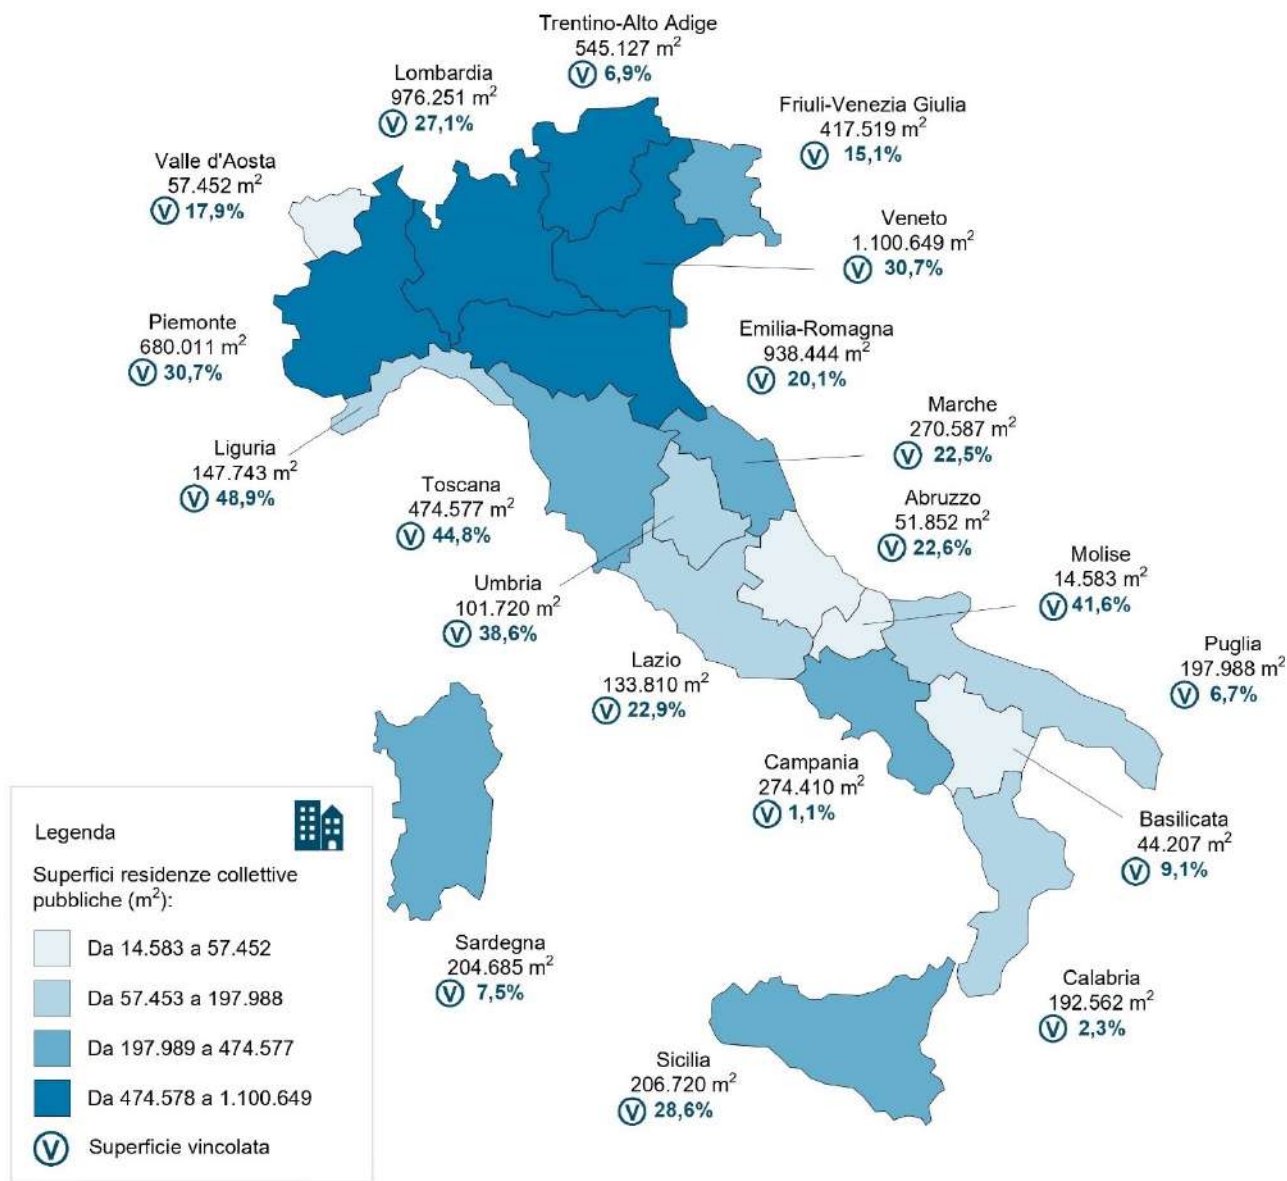 Trentino-Alto Adige
545.127 m²
V 6,9%
Lombardia
976.251 m²
V 27,1%
Friuli-Venezia Giulia
417.519 m²
V 15,1%
Valle d'Aosta
57.452 m²
V 17,9%
Veneto
1.100.649 m²
V 30,7%
Piemonte
680.011 m²
V 30,7%
Emilia-Romagna
938.444 m²
V 20,1%
Marche
270.587 m²
V 22,5%
Liguria
147.743 m²
V 48,9%
Toscana
474.577 m²
V 44,8%
Abruzzo
51.852 m²
V 22,6%
Molise
14.583 m²
V 41,6%
Umbria
101.720 m²
V 38,6%
Lazio
133.810 m²
V 22,9%
Puglia
197.988 m²
V 6,7%
Campania
274.410 m²
V 1,1%
Basilicata
44.207 m²
V 9,1%
Sardegna
204.685 m²
V 7,5%
Calabria
192.562 m²
V 2,3%
Sicilia
206.720 m²
V 28,6%
Legenda
Superfici residenze collettive
pubbliche (m²):
Da 14.583 a 57.452
Da 57.453 a 197.988
Da 197.989 a 474.577
Da 474.578 a 1.100.649
V Superficie vincolata